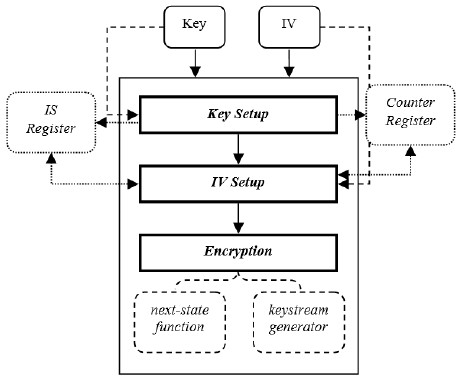 Key
IV
IS
Register
Key Setup
Counter
Register
IV Setup
Encryption
next-state
function
keystream
generator